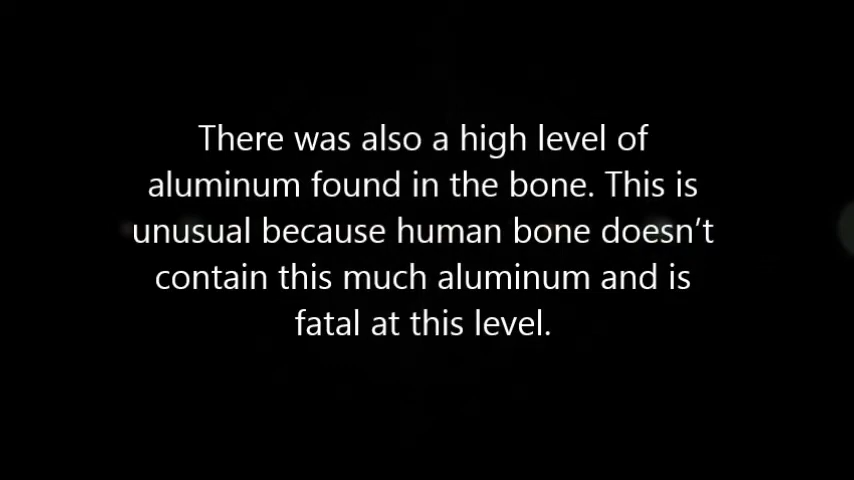 There was also a high level of
aluminum found in the bone. This is
unusual because human bone doesn’t
contain this much aluminum and is
fatal at this level.